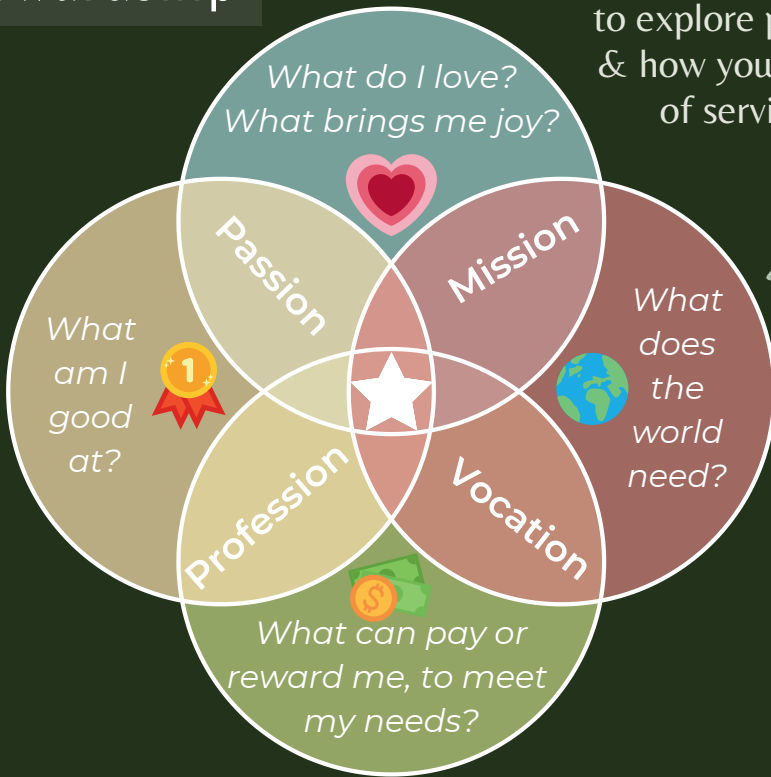 to explore
& how you
of
What do I love?
What brings me joy?
Passion
Mission
What
am I
good
at?
1
What
does
the
world
need?
Profession
Vocation
$
What can pay or
reward me, to meet
my needs?